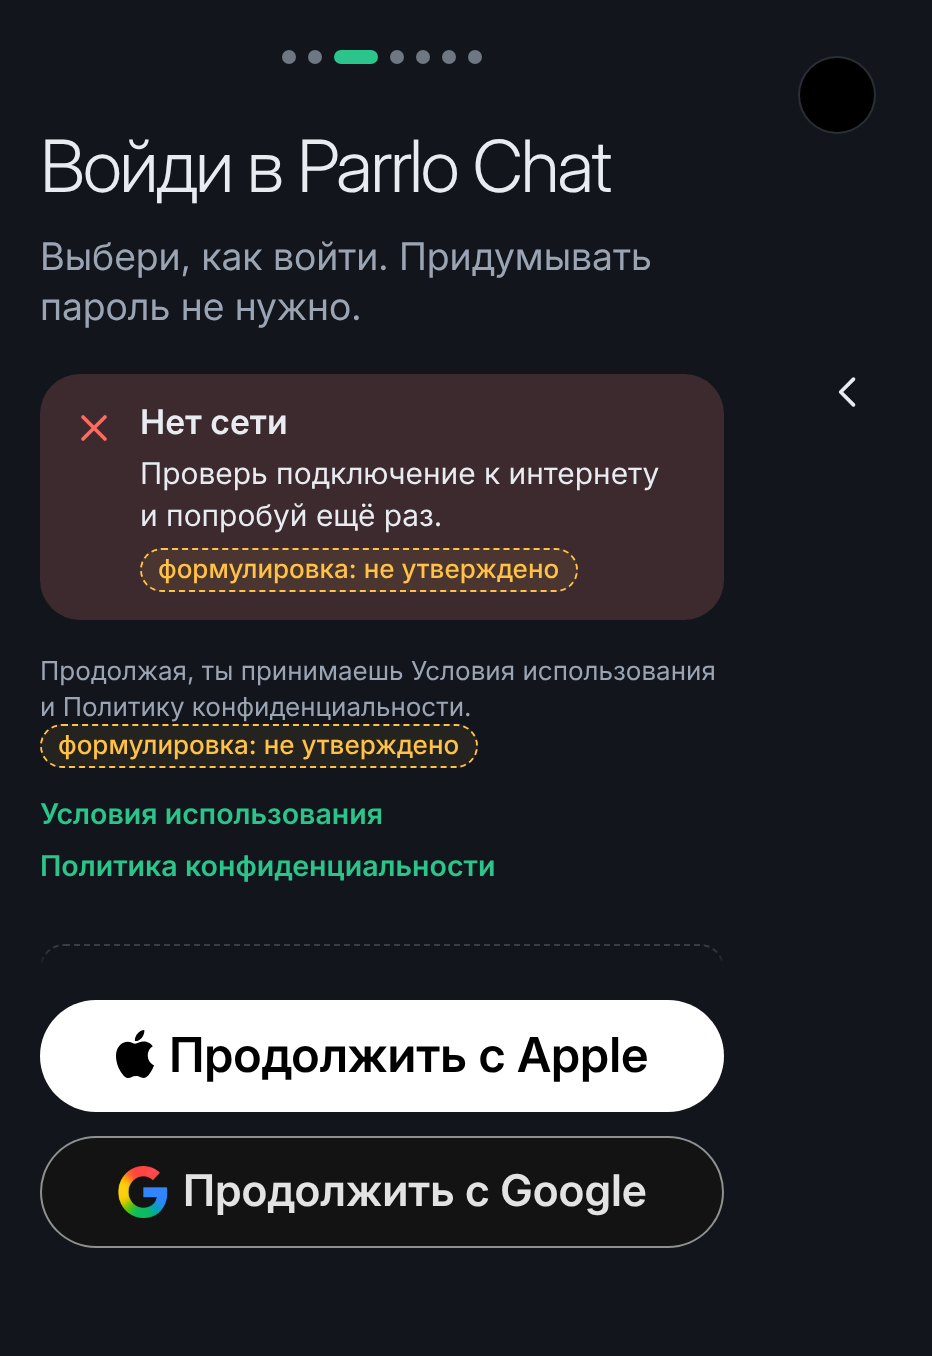 Войди в Parrlo Chat
Выбери, как войти. Придумывать
пароль не нужно.
Нет сети
Проверь подключение к интернету
и попробуй ещё раз.
формулировка: не утверждено
Продолжая, ты принимаешь Условия использования
и Политику конфиденциальности.
формулировка: не утверждено
Условия использования
Политика конфиденциальности
Продолжить с Apple
Продолжить с Google